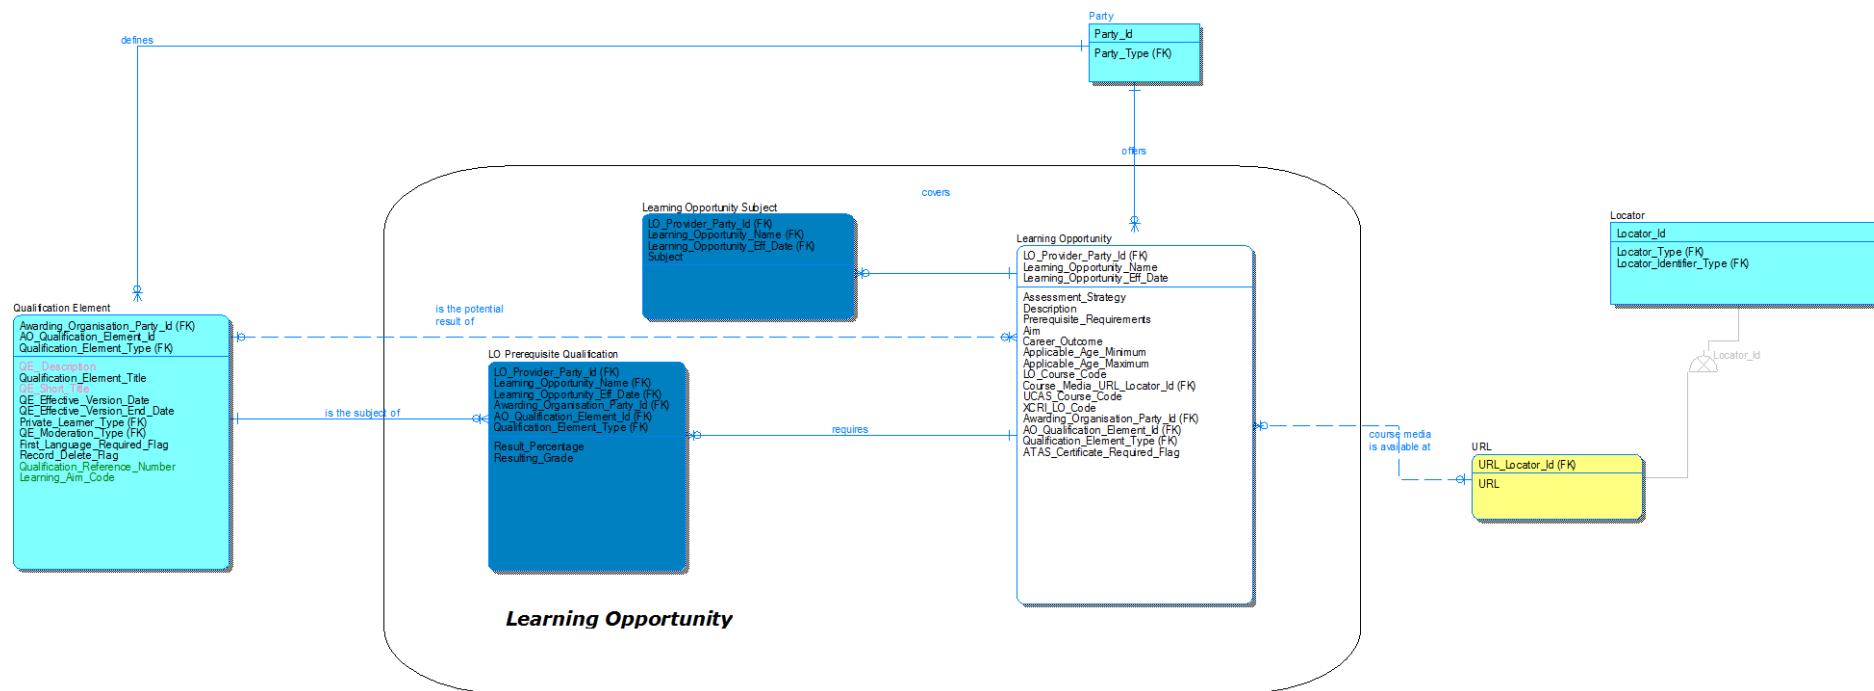 Party
Party_Id
Party_Type (FK)
defines
offers
covers
Learning Opportunity Subject
LO_Provider_Party_Id (FK)
Learning_Opportunity_Name (FK)
Learning_Opportunity_Eff_Date (FK)
Subject
Learning Opportunity
LO_Provider_Party_Id (FK)
Learning_Opportunity_Name
Learning_Opportunity_Eff_Date
Assessment_Strategy
Description
Prerequisite_Requirements
Aim
Career_Outcome
Applicable_Age_Minimum
Applicable_Age_Maximum
LO_Course_Code
Course_Media_URL_Locator_Id (FK)
UCAS_Course_Code
XCRI_LO_Code
Awarding_Organisation_Party_Id (FK)
AO_Qualification_Element_Id (FK)
Qualification_Element_Type (FK)
ATAS_Certificate_Required_Flag
Locator
Locator_Id
Locator_Type (FK)
Locator_Identifier_Type (FK)
Locator_Id
Qualification Element
Awarding_Organisation_Party_Id (FK)
AO_Qualification_Element_Id
Qualification_Element_Type (FK)
QE_Description
Qualification_Element_Title
QE_Short_Title
QE_Effective_Version_Date
QE_Effective_Version_End_Date
Private_Learner_Type (FK)
QE_Moderation_Type (FK)
First_Language_Required_Flag
Record_Delete_Flag
Qualification_Reference_Number
Learning_Aim_Code
is the potential
result of
LO Prerequisite Qualification
LO_Provider_Party_Id (FK)
Learning_Opportunity_Name (FK)
Learning_Opportunity_Eff_Date (FK)
Awarding_Organisation_Party_Id (FK)
AO_Qualification_Element_Id (FK)
Qualification_Element_Type (FK)
Result_Percentage
Resulting_Grade
is the subject of
requires
course media
is available at
URL
URL_Locator_Id (FK)
URL
Learning Opportunity